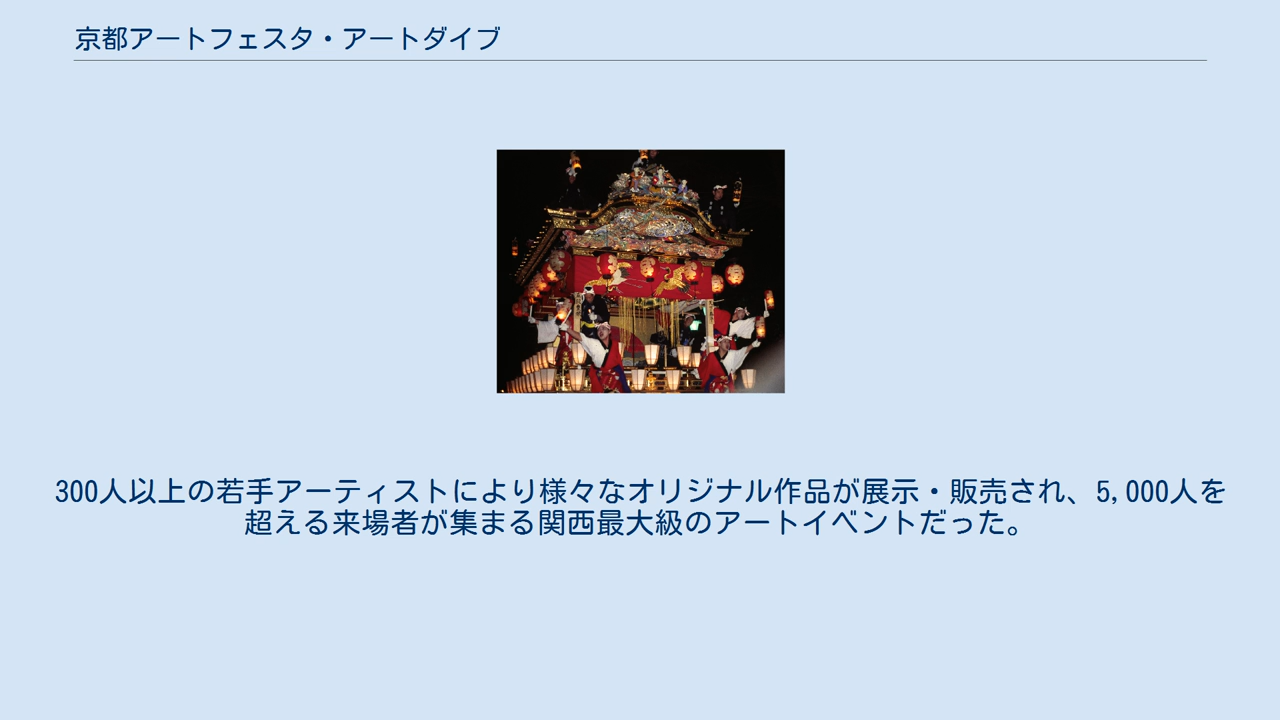 京都アートフェスタ・アートダイブ
300人以上の若手アーティストにより様々なオリジナル作品が展示・販売され、5,000人を
超える来場者が集まる関西最大級のアートイベントだった。